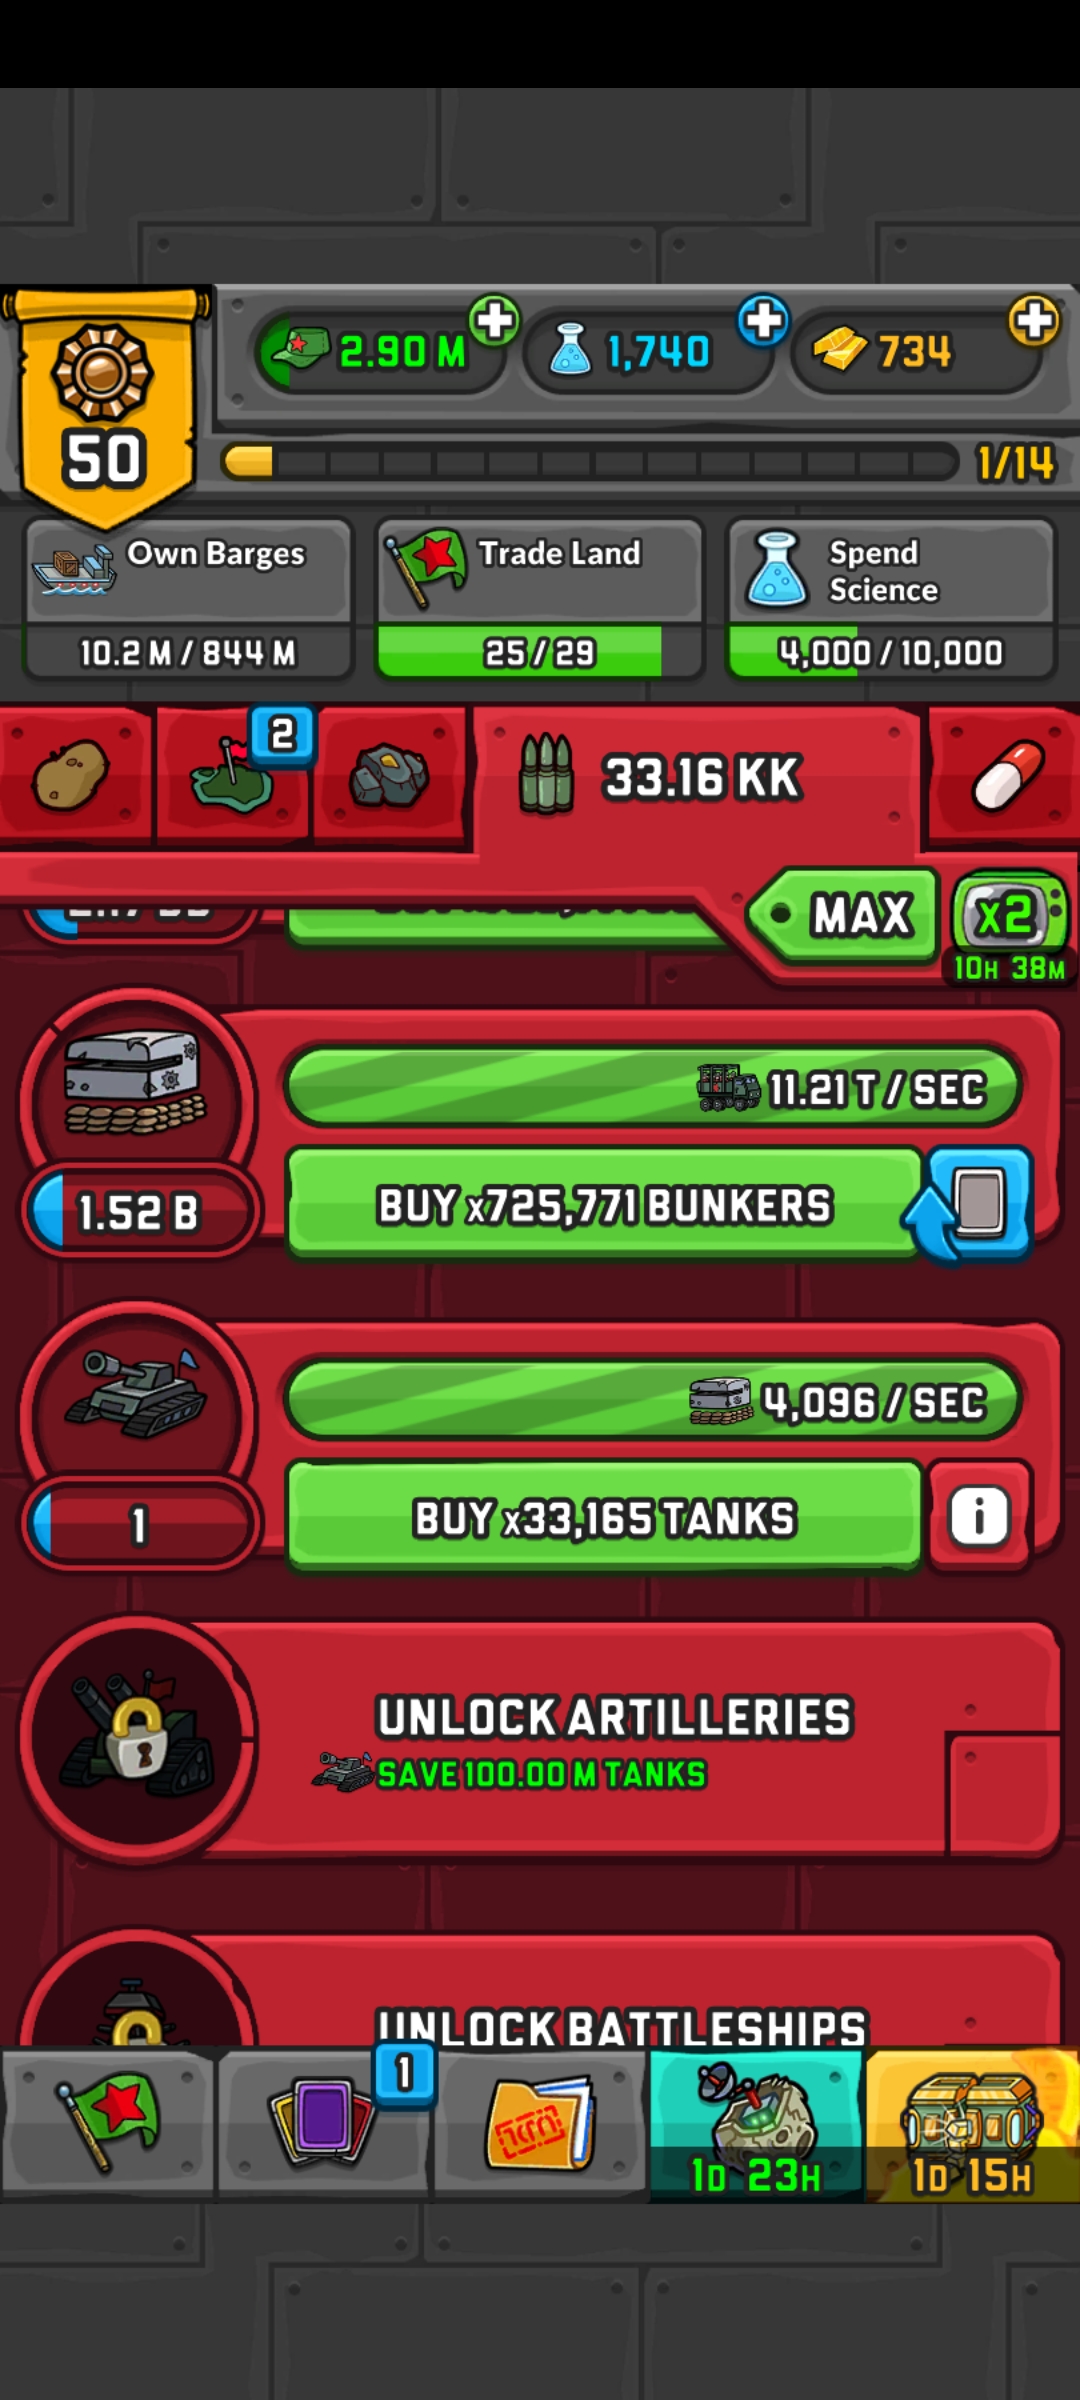 2.90 M
1,740
734
50
1/14
Own Barges
Trade Land
Spend
Science
10.2 M / 844 M
25 / 29
4,000 / 10,000
2
33.16 KK
MAX
x2
10H 38M
11.21 T / SEC
1.52 B
BUY x725,771 BUNKERS
4,096 / SEC
1
BUY x33,165 TANKS
i
UNLOCK ARTILLERIES
SAVE 100.00 M TANKS
UNLOCK BATTLESHIPS
1
1D 23H
1D 15H